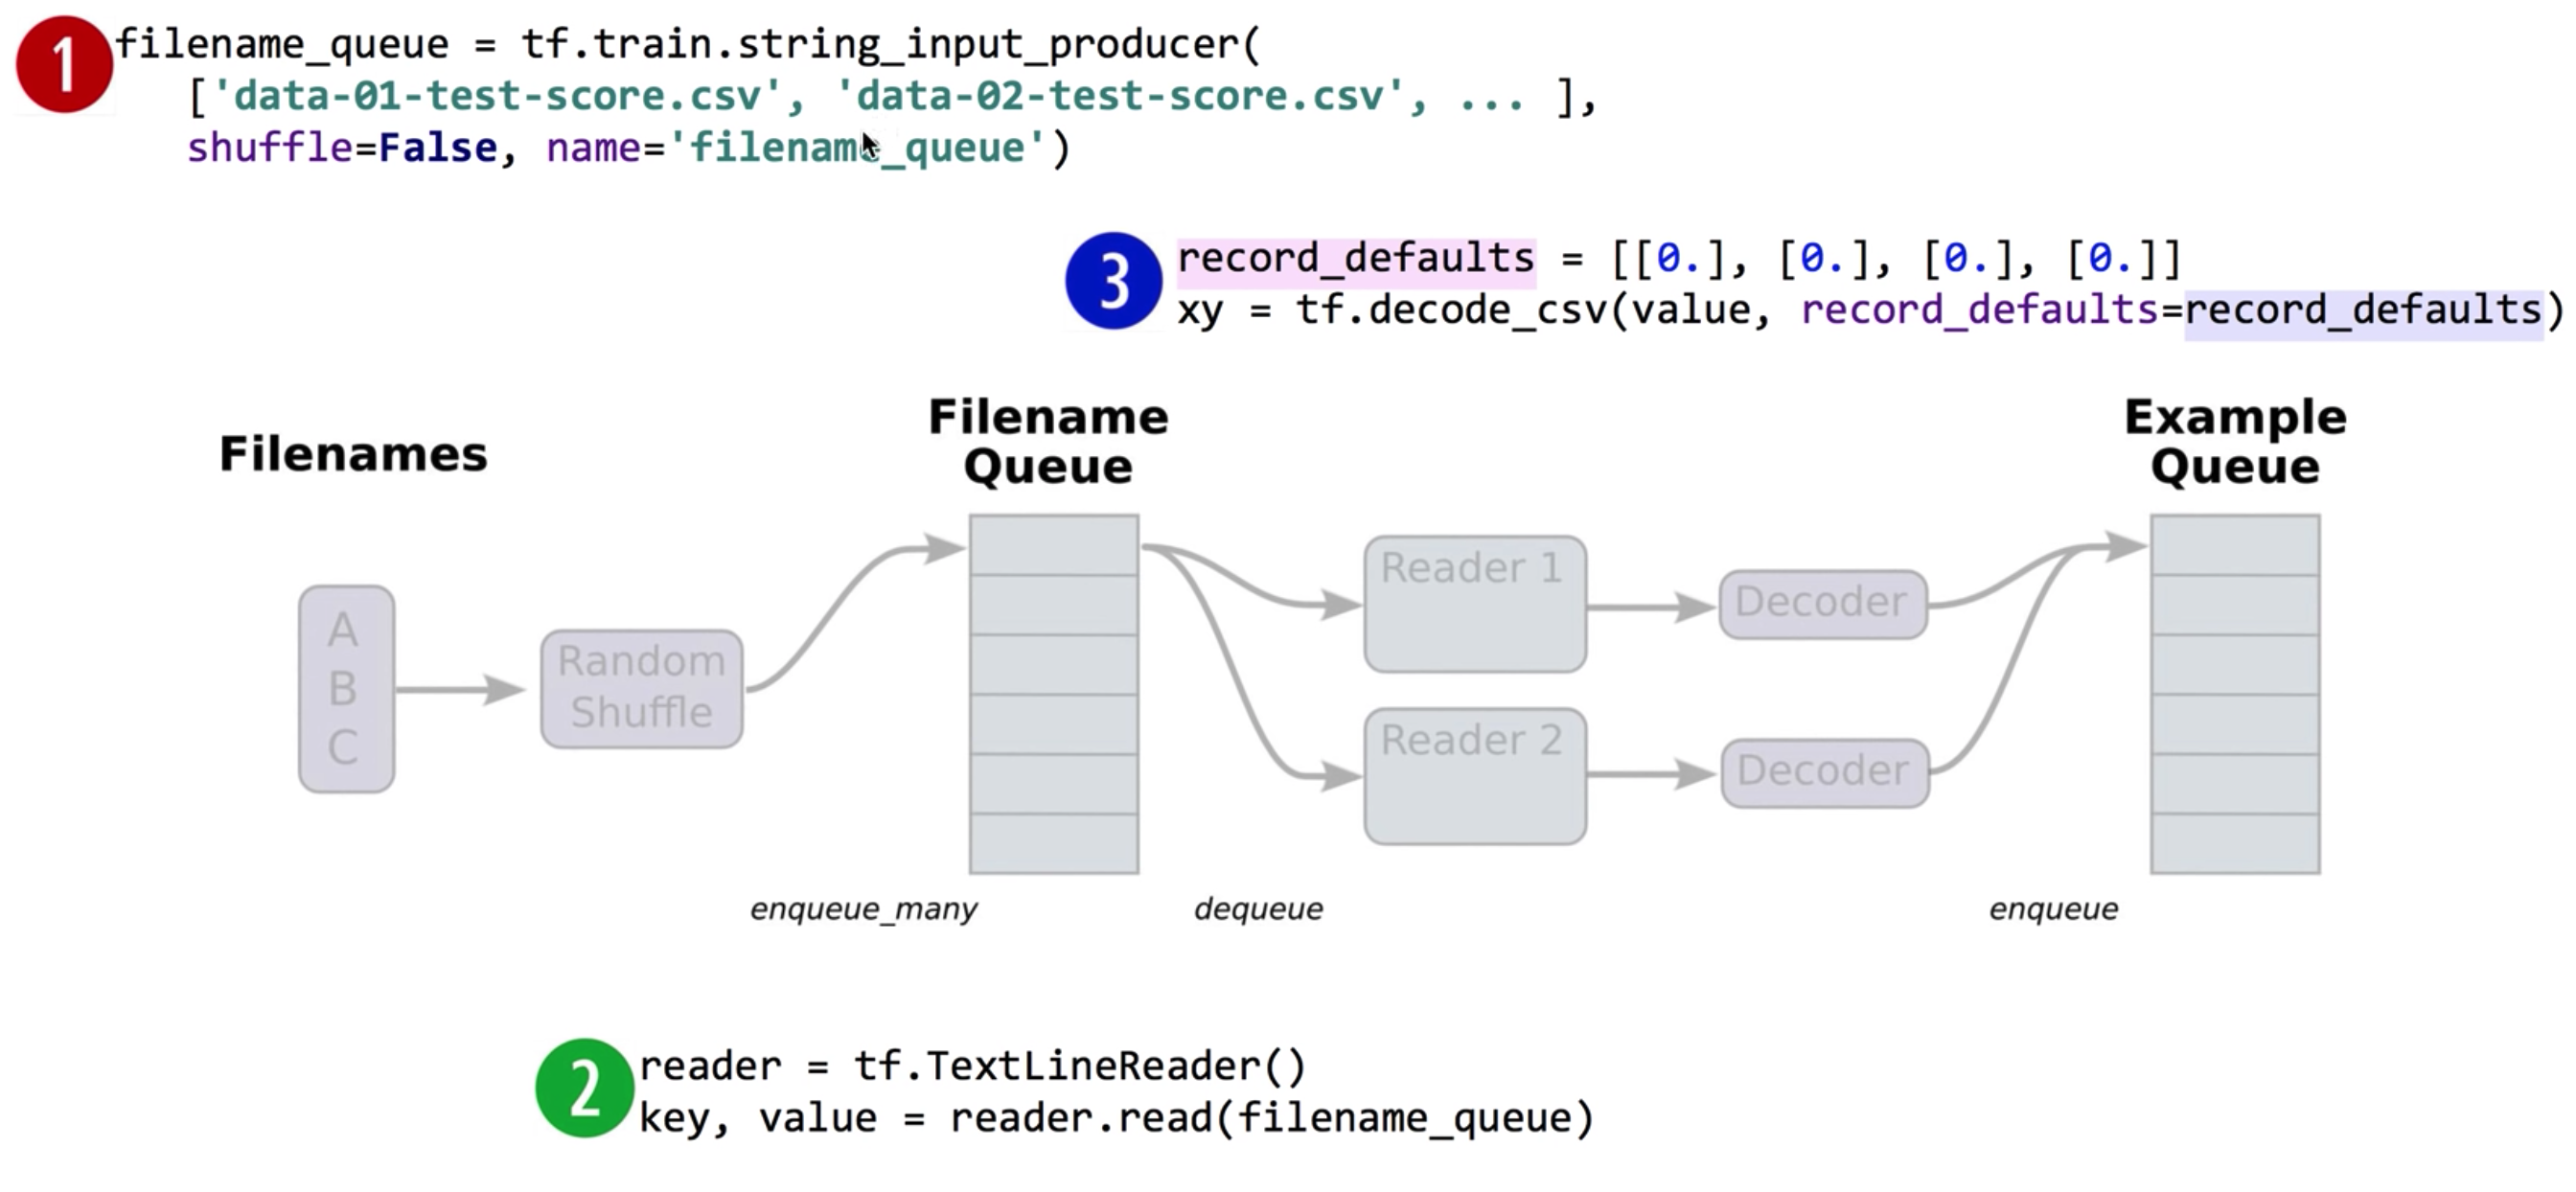 1
filename_queue = tf.train.string_input_producer(
['data-01-test-score.csv', 'data-02-test-score.csv', ... ],
shuffle=False, name='filename_queue')
3
record_defaults = [[0.], [0.], [0.], [0.]]
xy = tf.decode_csv(value, record_defaults=record_defaults)
Filenames
Filename
Queue
Example
Queue
A
B
C
Random
Shuffle
Reader 1
Decoder
Reader 2
Decoder
enqueue_many
dequeue
enqueue
2
reader = tf.TextLineReader()
key, value = reader.read(filename_queue)